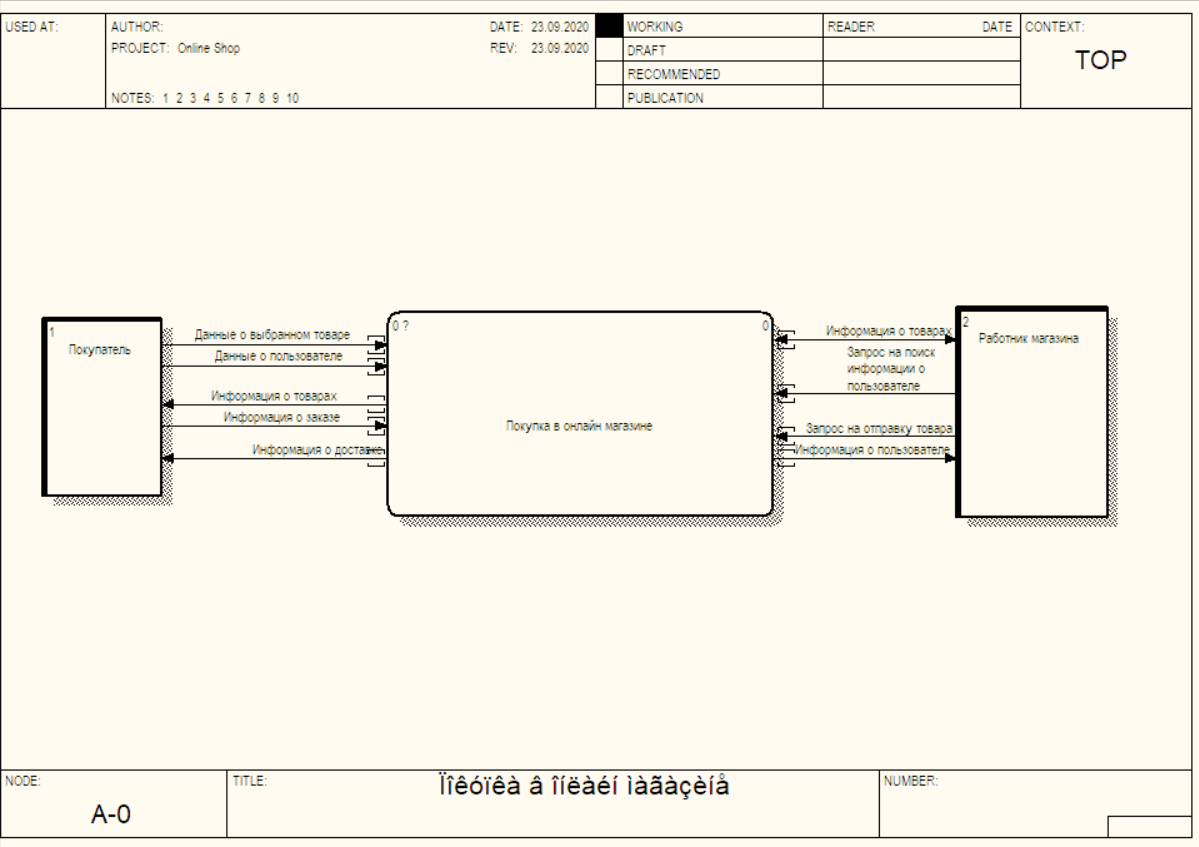 USED AT:
AUTHOR:
DATE: 23.09.2020
PROJECT: Online Shop
REV: 23.09.2020
NOTES: 1 2 3 4 5 6 7 8 9 10
WORKING
DRAFT
RECOMMENDED
PUBLICATION
READER
DATE
CONTEXT:
TOP
1
Покупатель
Данные о выбранном товаре
Данные о пользователе
Информация о товарах
Информация о заказе
Информация о доставке
0 ?
0
Покупка в онлайн магазине
Информация о товарах
Запрос на поиск
информации о
пользователе
Запрос на отправку товара
Информация о пользователе
2
Работник магазина
NODE:
A-0
TITLE:
Ïîêóïêà â îíëàéí ìàãàçèíå
NUMBER: